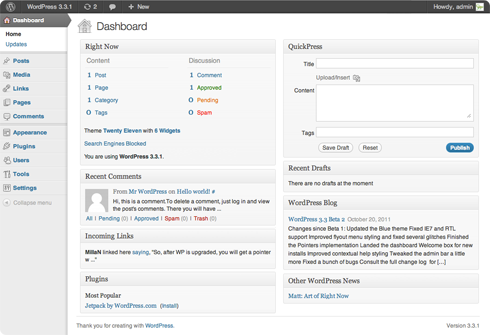 WordPress 3.3.1 2 + New Howdy, admin
Dashboard
Home
Updates
Posts
Media
Links
Pages
Comments
Appearance
Plugins
Users
Tools
Settings
Collapse menu
Dashboard
Right Now
Content Discussion
1 Post 1 Comment
1 Page 1 Approved
1 Category 0 Pending
0 Tags 0 Spam
Theme Twenty Eleven with 6 Widgets
Search Engines Blocked
You are using WordPress 3.3.1.
Recent Comments
From Mr WordPress on Hello world! #
Hi, this is a comment.To delete a comment, just log in and view
the post's comments. There you will have ...
All | Pending (0) | Approved | Spam (0) | Trash (0)
Incoming Links
MillaN linked here saying, "So, after WP is upgraded, you will get a pointer
w ..."
Plugins
Most Popular
Jetpack by WordPress.com (Install)
QuickPress
Title
Upload/Insert
Content
Tags
Save Draft Reset Publish
Recent Drafts
There are no drafts at the moment
WordPress Blog
WordPress 3.3 Beta 2 October 20, 2011
Changes since Beta 1: Updated the Blue theme Fixed IE7 and RTL
support Improved flyout menu styling and fixed several glitches Finished
the Pointers implementation Landed the dashboard Welcome box for new
installs Improved contextual help styling Tweaked the admin bar a little
more Fixed a bunch of bugs Consult the full change log for [...]
Other WordPress News
Matt: Art of Right Now
Thank you for creating with WordPress. Version 3.3.1